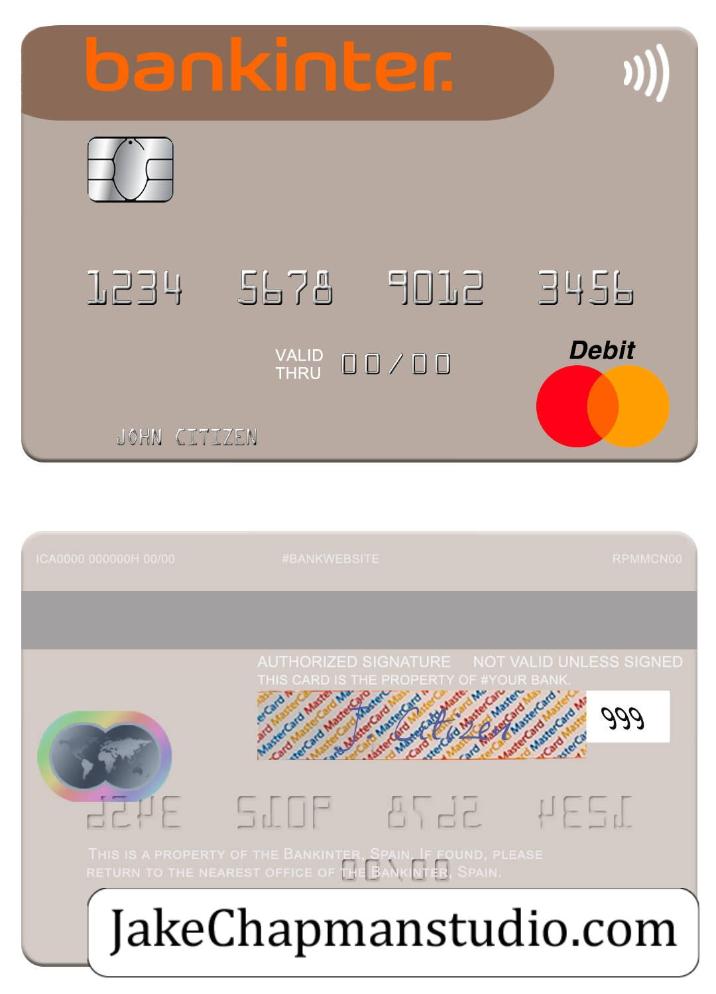 bankinter.
1234 5678 9012 3456
VALID THRU 00/00
Debit
JOHN CITIZEN
ICA0000 000000H 00/00 #BANKWEBSITE RPMMCN00
AUTHORIZED SIGNATURE NOT VALID UNLESS SIGNED
THIS CARD IS THE PROPERTY OF #YOUR BANK.
MasterCard MasterCard MasterCard MasterCard
J. Citizen 999
1234 5678 9012 3456
THIS IS A PROPERTY OF THE BANKINTER, SPAIN. IF FOUND, PLEASE
00/00
RETURN TO THE NEAREST OFFICE OF THE BANKINTER, SPAIN.
JakeChapmanstudio.com